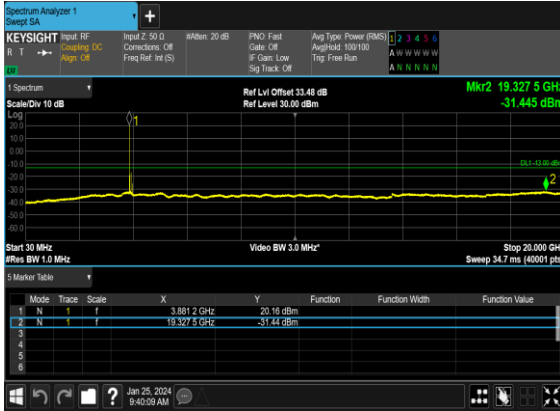 Spectrum Analyzer 1
Swept SA
+
KEYSIGHT
R T
Input: RF
Coupling: DC
Align: Off
Input Z: 50 Ω
Corrections: Off
Freq Ref: Int (S)
#Atten: 20 dB
PNO: Fast
Gate: Off
IF Gain: Low
Sig Track: Off
Avg Type: Power (RMS)
Avg|Hold: 100/100
Trig: Free Run
1 2 3 4 5 6
A W W W W W
A N N N N N
1 Spectrum
Scale/Div 10 dB
Log
Ref Lvl Offset 33.48 dB
Ref Level 30.00 dBm
Mkr2 19.327 5 GHz
-31.445 dBm
20.0
10.0
0.00
-10.0
-20.0
-30.0
-40.0
-50.0
-60.0
1
DL1 -13.00 dBm
2
Start 30 MHz
#Res BW 1.0 MHz
Video BW 3.0 MHz*
Stop 20.000 GHz
Sweep 34.7 ms (40001 pts)
5 Marker Table
Mode Trace Scale X Y Function Function Width Function Value
1 N 1 f 3.881 2 GHz 20.16 dBm
2 N 1 f 19.327 5 GHz -31.44 dBm
3
4
5
6
?
Jan 25, 2024
9:40:09 AM